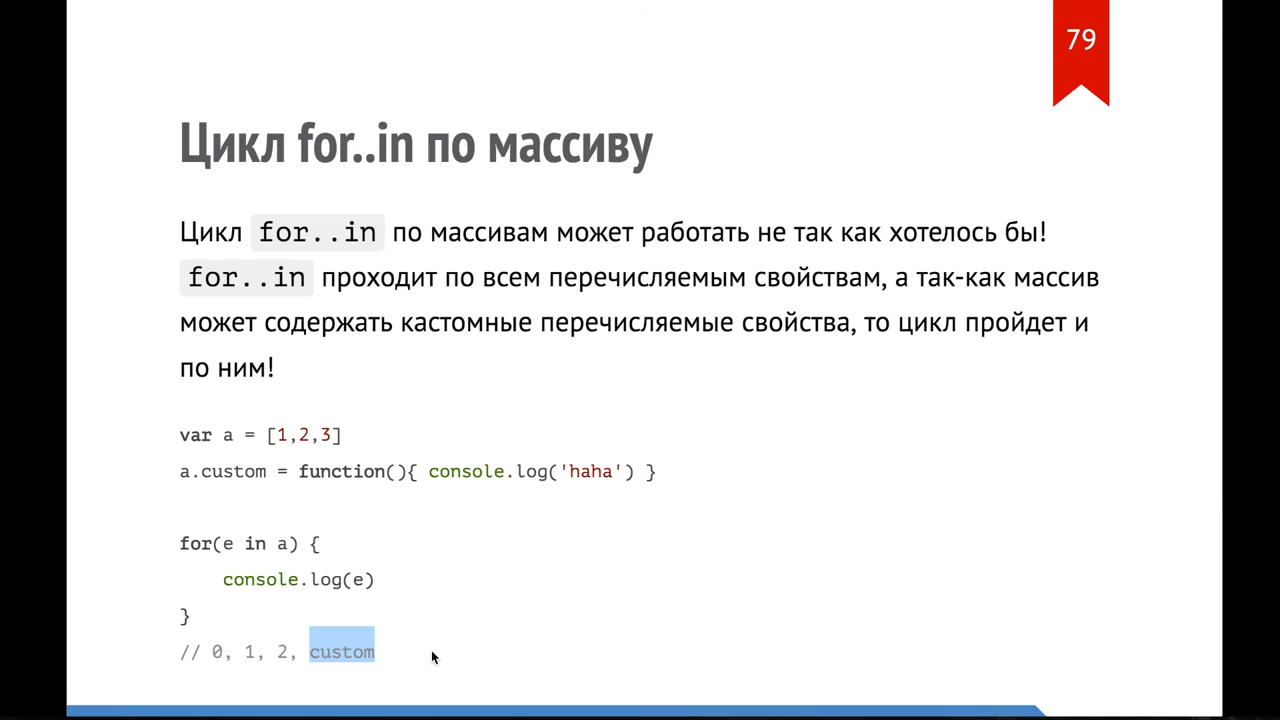 79
Цикл for..in по массиву
Цикл for..in по массивам может работать не так как хотелось бы!
for..in проходит по всем перечисляемым свойствам, а так-как массив
может содержать кастомные перечисляемые свойства, то цикл пройдет и
по ним!
var a = [1,2,3]
a.custom = function(){ console.log('haha') }
for(e in a) {
    console.log(e)
}
// 0, 1, 2, custom